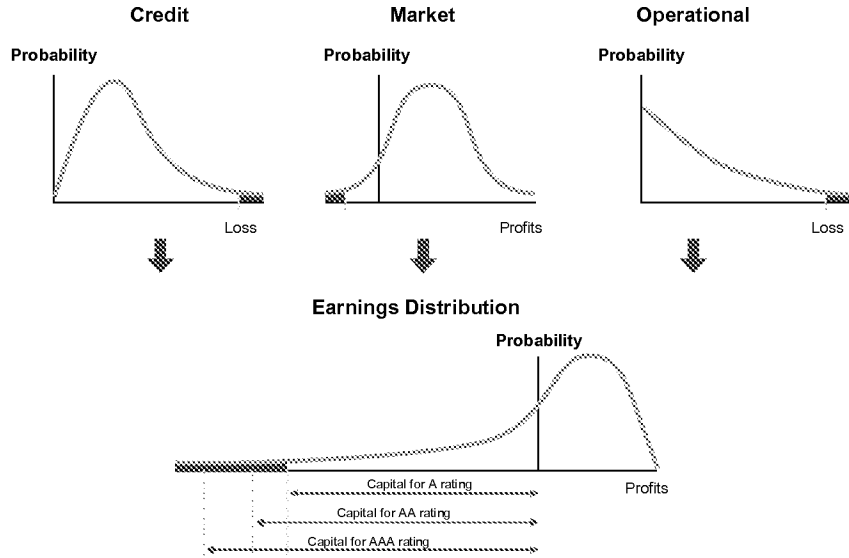 Credit
Market
Operational
Probability
Probability
Probability
Loss
Profits
Loss
Earnings Distribution
Probability
Profits
Capital for A rating
Capital for AA rating
Capital for AAA rating